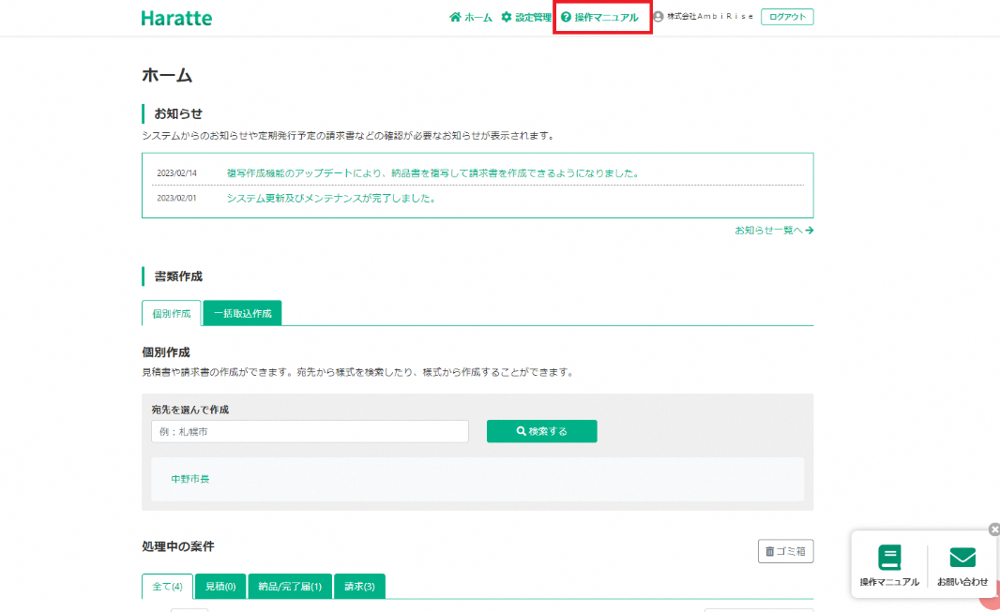 Haratte
ホーム 設定管理 操作マニュアル 株式会社AmbiRise ログアウト
ホーム
お知らせ
システムからのお知らせや定期発行予定の請求書などの確認が必要なお知らせが表示されます。
2023/02/14 複写作成機能のアップデートにより、納品書を複写して請求書を作成できるようになりました。
2023/02/01 システム更新及びメンテナンスが完了しました。
お知らせ一覧へ
書類作成
個別作成 一括取込作成
個別作成
見積書や請求書の作成ができます。宛先から様式を検索したり、様式から作成することができます。
宛先を選んで作成
例：札幌市 検索する
中野市長
処理中の案件 ゴミ箱
全て(4) 見積(0) 納品/完了届(1) 請求(3)
操作マニュアル お問い合わせ